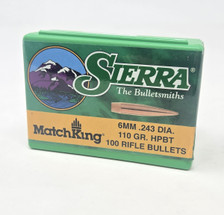 SIERRA
The Bulletsmiths
MatchKing
6MM .243 DIA.
110 GR. HPBT
100 RIFLE BULLETS